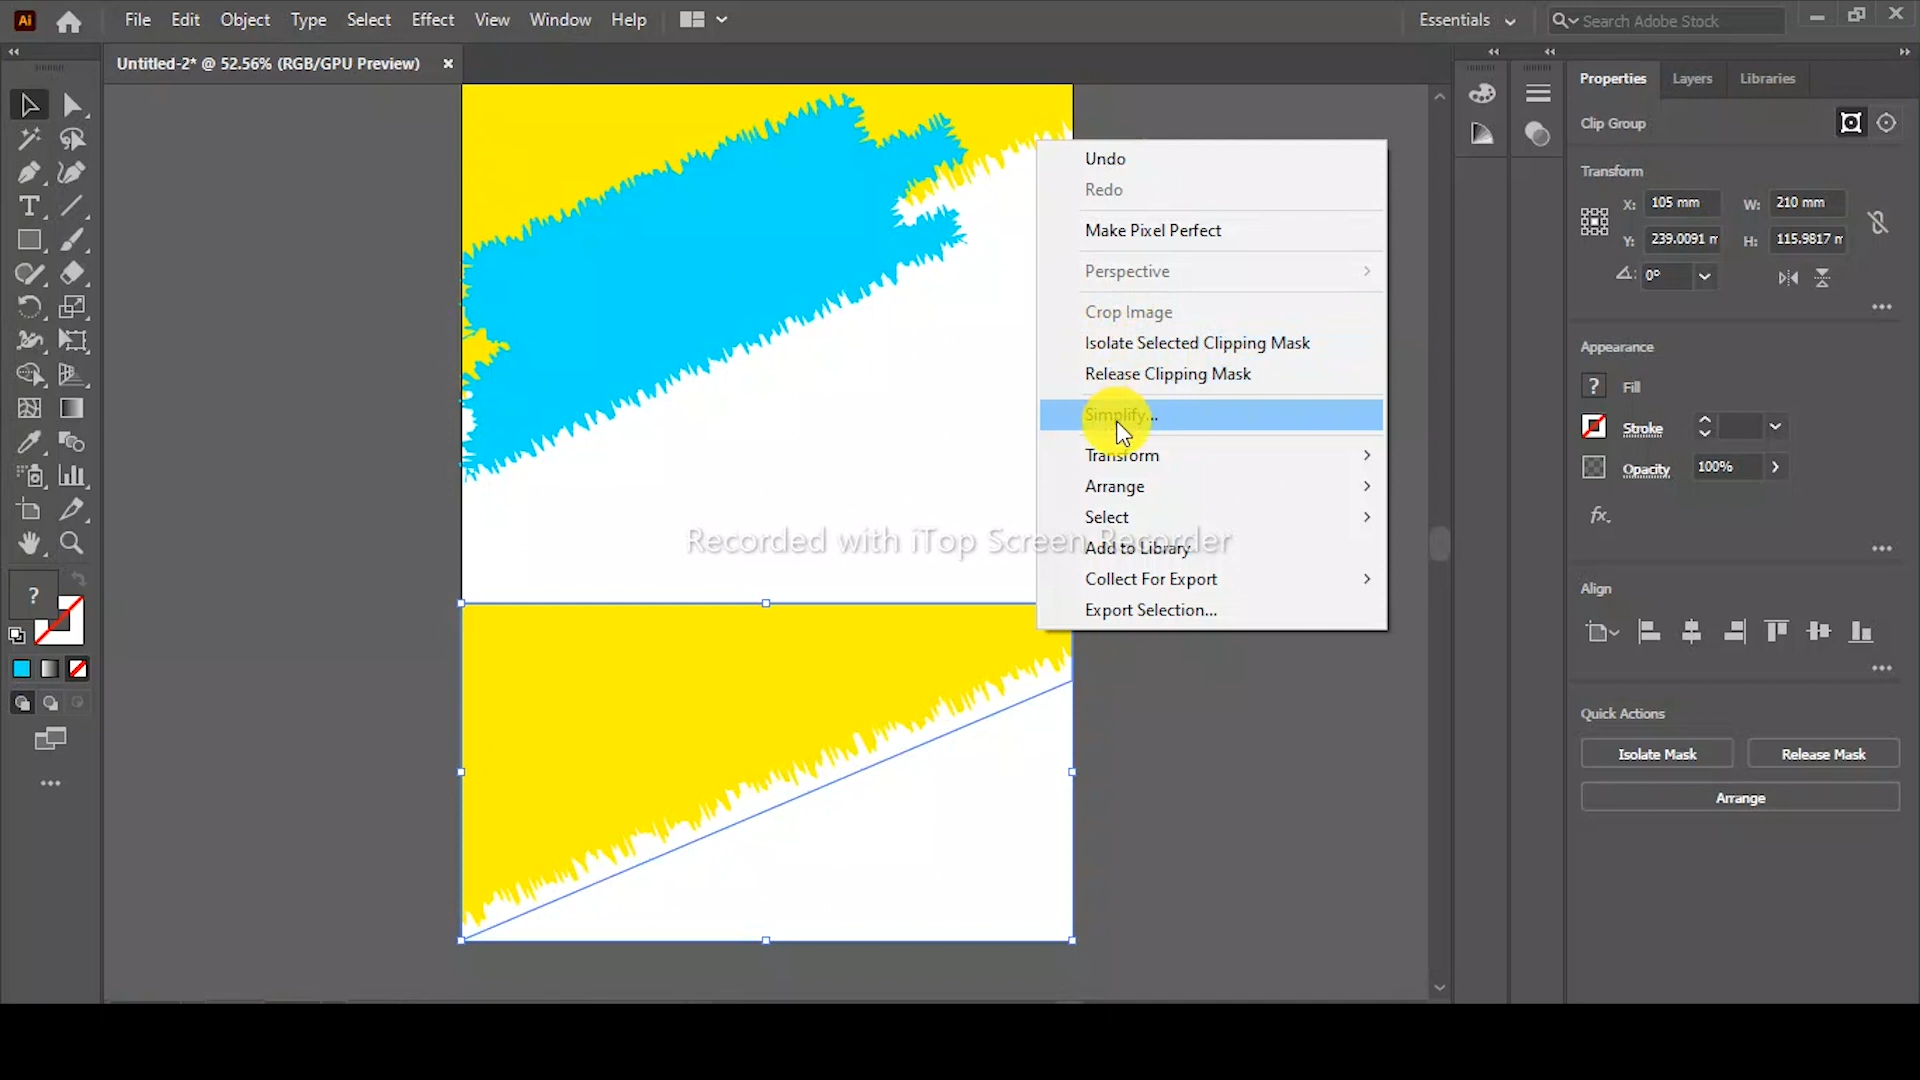 Ai File Edit Object Type Select Effect View Window Help Essentials Search Adobe Stock
Untitled-2* @ 52.56% (RGB/GPU Preview)
Properties Layers Libraries
Clip Group
Transform
X: 105 mm W: 210 mm
Y: 239.0091 m H: 115.9817 m
0°
Appearance
? Fill
Stroke
Opacity 100%
fx.
Align
Quick Actions
Isolate Mask Release Mask
Arrange
Undo
Redo
Make Pixel Perfect
Perspective
Crop Image
Isolate Selected Clipping Mask
Release Clipping Mask
Simplify...
Transform
Arrange
Select
Add to Library
Collect For Export
Export Selection...
Recorded with iTop Screen Recorder
T
?